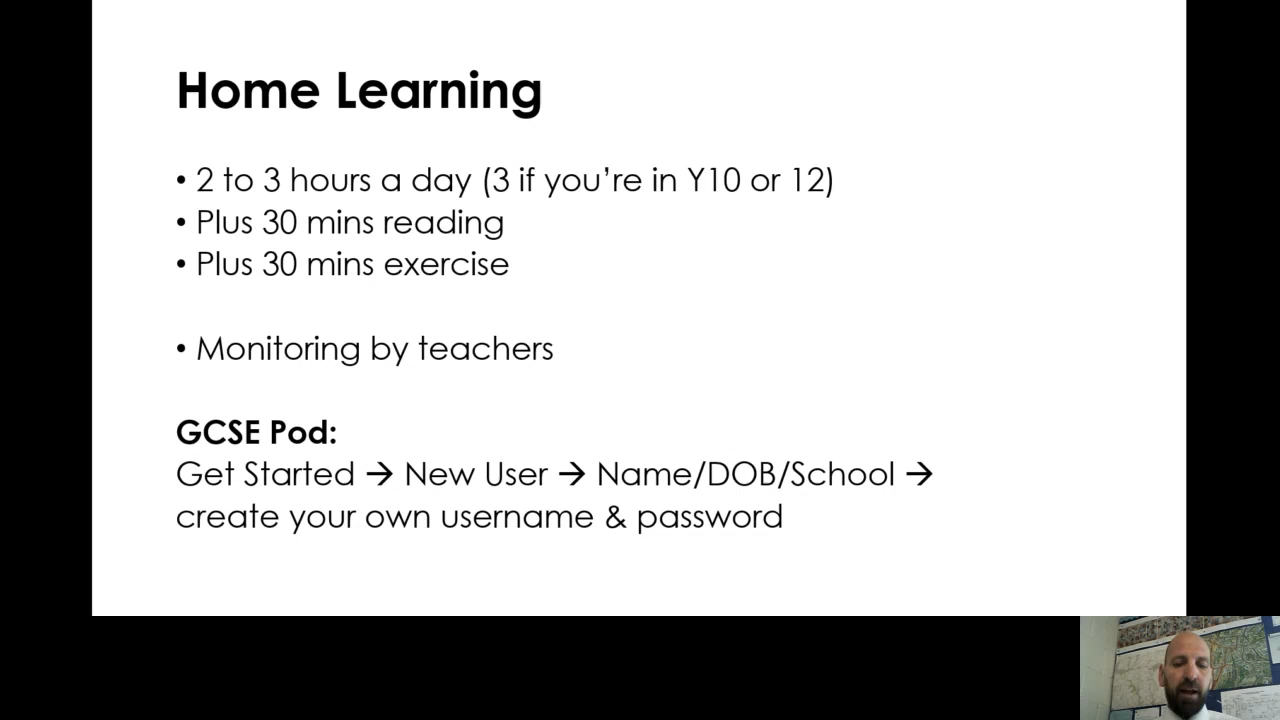 Home Learning
• 2 to 3 hours a day (3 if you’re in Y10 or 12)
• Plus 30 mins reading
• Plus 30 mins exercise
• Monitoring by teachers
GCSE Pod:
Get Started → New User → Name/DOB/School →
create your own username & password